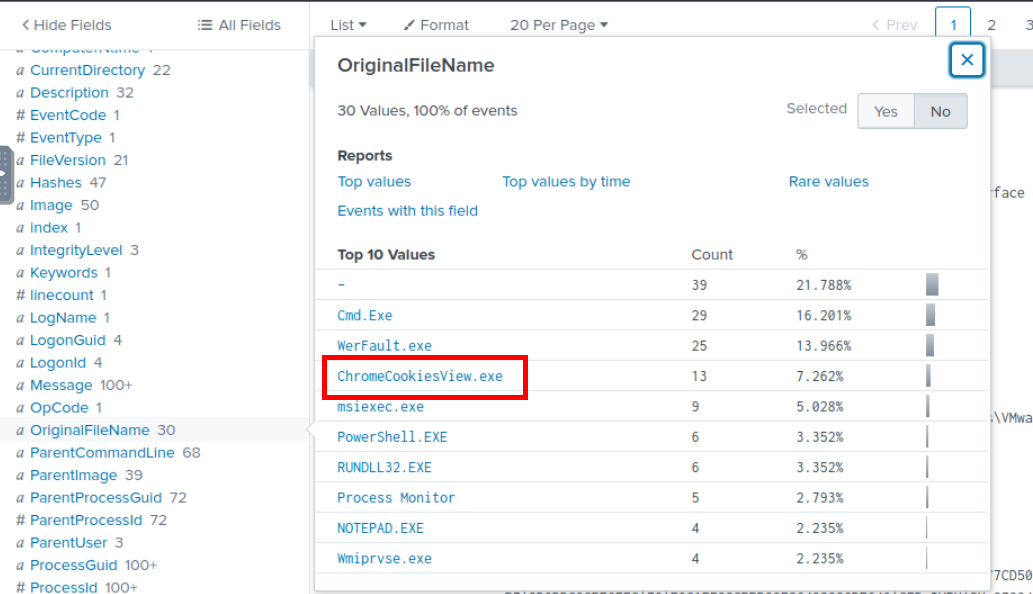 Hide Fields
All Fields
List
Format
20 Per Page
Prev
1
2
3
a CurrentDirectory 22
a Description 32
# EventCode 1
# EventType 1
a FileVersion 21
a Hashes 47
a Image 50
a index 1
a IntegrityLevel 3
a Keywords 1
# linecount 1
a LogName 1
a LogonGuid 4
a LogonId 4
a Message 100+
a OpCode 1
a OriginalFileName 30
a ParentCommandLine 68
a ParentImage 39
a ParentProcessGuid 72
# ParentProcessId 72
a ParentUser 3
a ProcessGuid 100+
# ProcessId 100+
OriginalFileName
30 Values, 100% of events
Selected
Yes
No
Reports
Top values
Top values by time
Rare values
Events with this field
Top 10 Values Count %
- 39 21.788%
Cmd.Exe 29 16.201%
WerFault.exe 25 13.966%
ChromeCookiesView.exe 13 7.262%
msiexec.exe 9 5.028%
PowerShell.EXE 6 3.352%
RUNDLL32.EXE 6 3.352%
Process Monitor 5 2.793%
NOTEPAD.EXE 4 2.235%
Wmiprvse.exe 4 2.235%
rface
\VMwa
7CD50